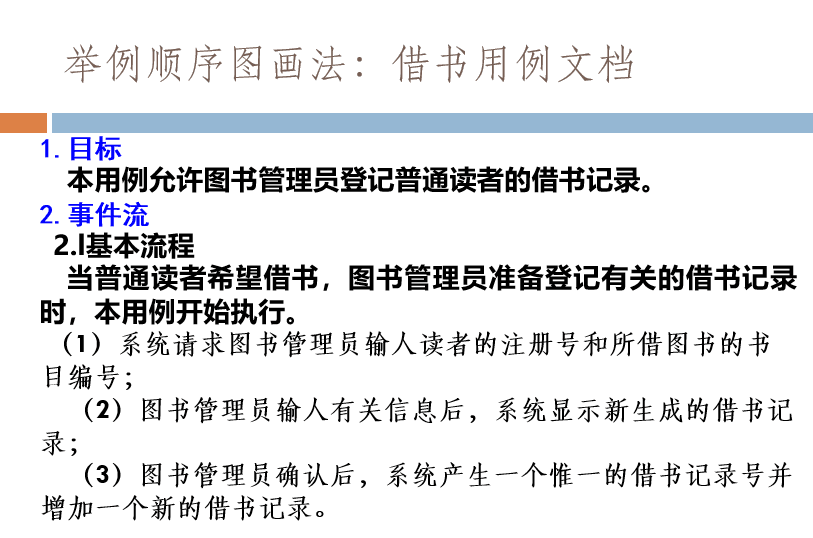 举例顺序图画法：借书用例文档
1.目标
本用例允许图书管理员登记普通读者的借书记录。
2.事件流
2.l基本流程
当普通读者希望借书，图书管理员准备登记有关的借书记录
时，本用例开始执行。
（1）系统请求图书管理员输人读者的注册号和所借图书的书
目编号；
（2）图书管理员输人有关信息后，系统显示新生成的借书记
录；
（3）图书管理员确认后，系统产生一个惟一的借书记录号并
增加一个新的借书记录。